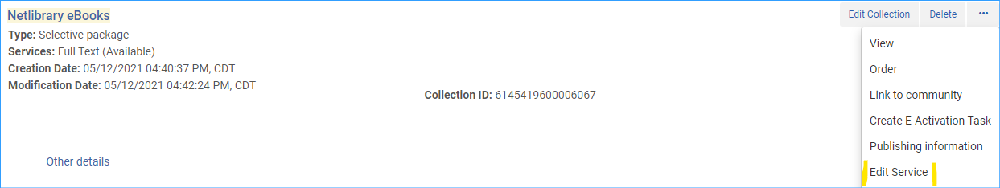 Netlibrary eBooks
Edit Collection
Delete
•••
Type: Selective package
Services: Full Text (Available)
Creation Date: 05/12/2021 04:40:37 PM, CDT
Modification Date: 05/12/2021 04:42:24 PM, CDT
Collection ID: 6145419600006067
Other details
View
Order
Link to community
Create E-Activation Task
Publishing information
Edit Service